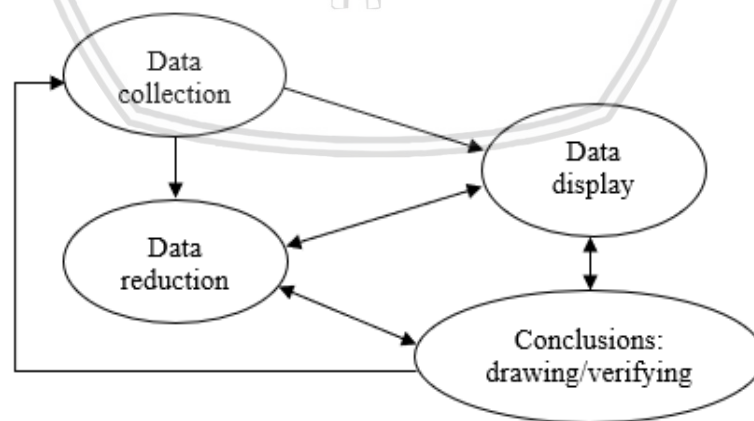 Data
collection
Data
display
Data
reduction
Conclusions:
drawing/verifying